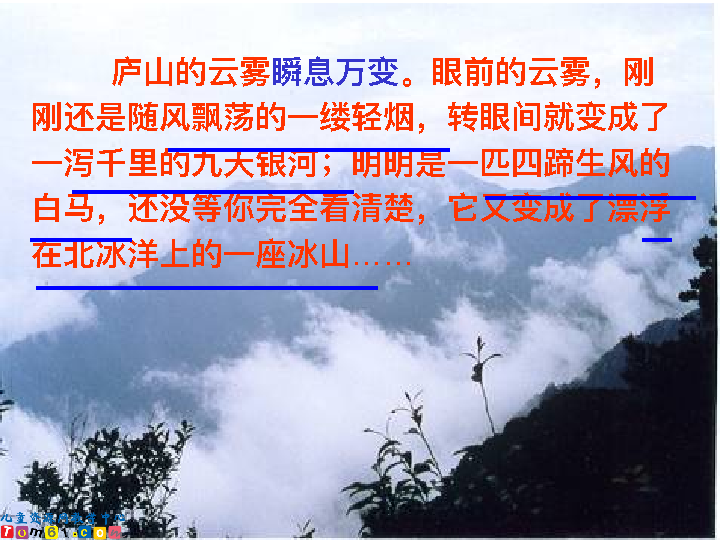 庐山的云雾瞬息万变。眼前的云雾，刚
刚还是随风飘荡的一缕轻烟，转眼间就变成了
一泻千里的九天银河；明明是一匹四蹄生风的
白马，还没等你完全看清楚，它又变成了漂浮
在北冰洋上的一座冰山……
Tom61.com